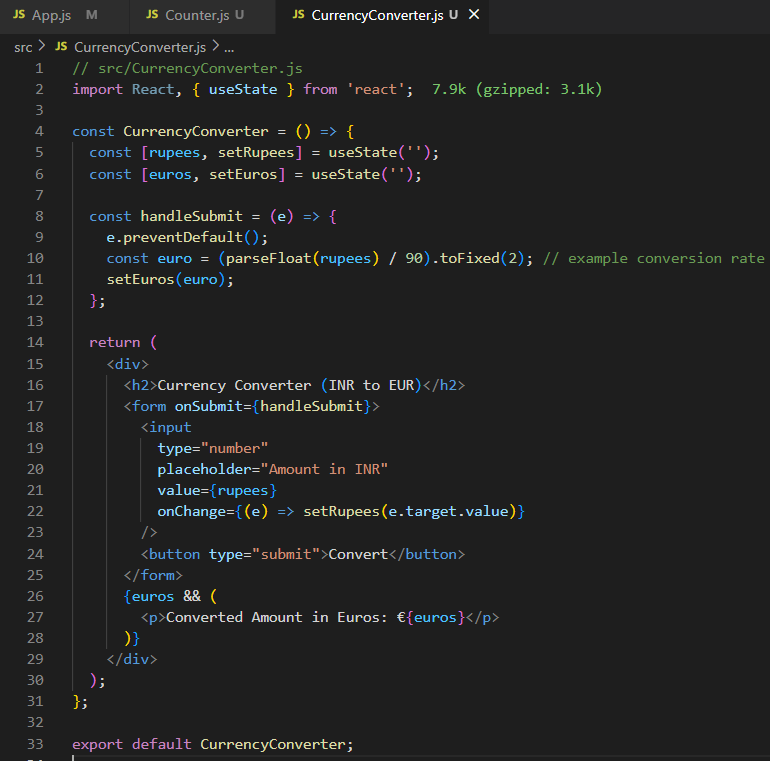 JS App.js M JS Counter.js U JS CurrencyConverter.js U ✕
src > JS CurrencyConverter.js > ...
1 // src/CurrencyConverter.js
2 import React, { useState } from 'react'; 7.9k (gzipped: 3.1k)
3
4 const CurrencyConverter = () => {
5   const [rupees, setRupees] = useState('');
6   const [euros, setEuros] = useState('');
7
8   const handleSubmit = (e) => {
9     e.preventDefault();
10     const euro = (parseFloat(rupees) / 90).toFixed(2); // example conversion rate
11     setEuros(euro);
12   };
13
14   return (
15     <div>
16       <h2>Currency Converter (INR to EUR)</h2>
17       <form onSubmit={handleSubmit}>
18         <input
19           type="number"
20           placeholder="Amount in INR"
21           value={rupees}
22           onChange={(e) => setRupees(e.target.value)}
23         />
24         <button type="submit">Convert</button>
25       </form>
26       {euros && (
27         <p>Converted Amount in Euros: €{euros}</p>
28       )}
29     </div>
30   );
31 };
32
33 export default CurrencyConverter;